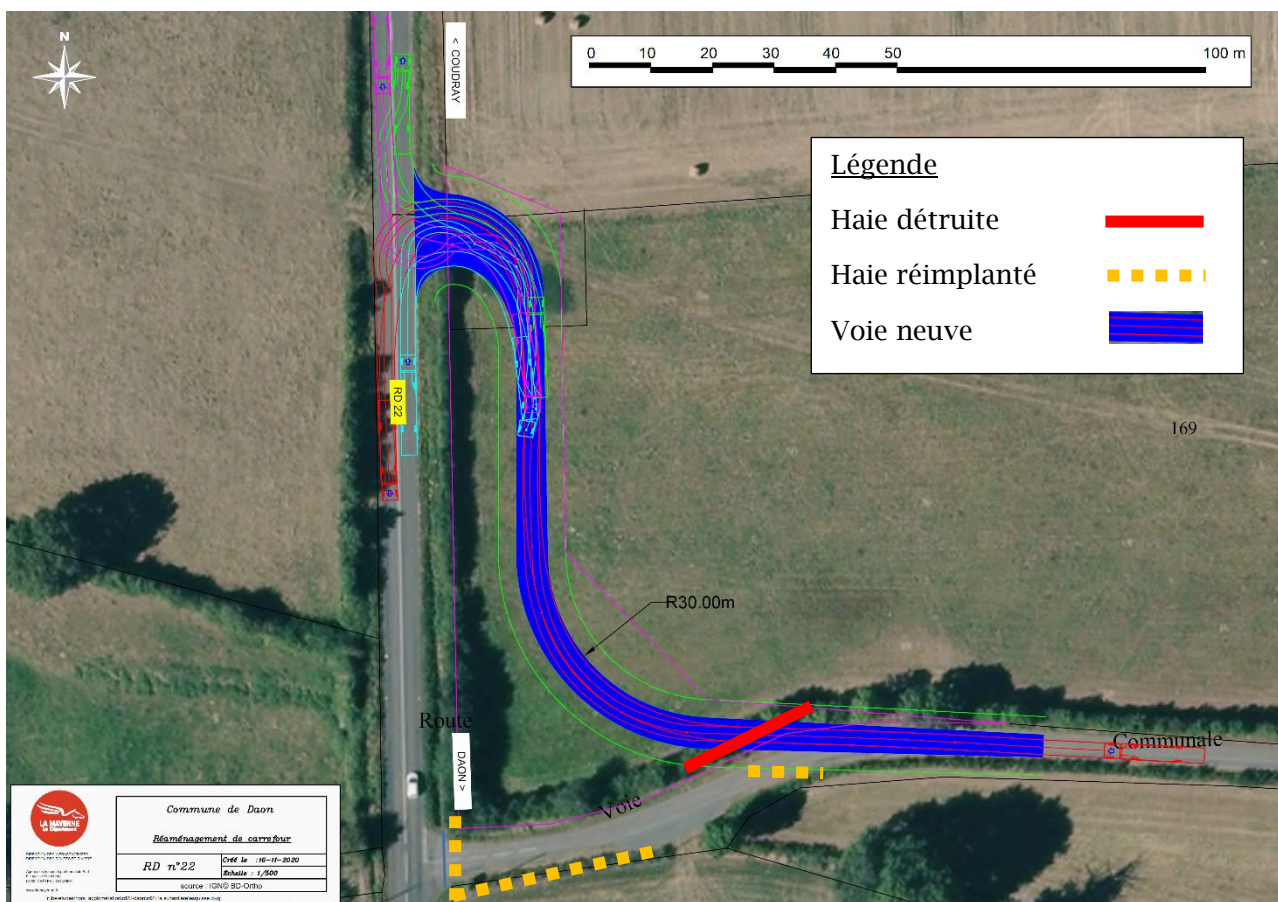 N
< COUDRAY
0 10 20 30 40 50 100 m
Légende
Haie détruite
Haie réimplanté
Voie neuve
RD 22
169
R30.00m
Route
DAON >
Voie
Communale
LA MAYENNE
Le Département
Commune de Daon
Réaménagement de carrefour
RD n°22
Créé le :16-11-2020
Echelle : 1/500
source : IGN© BD-Ortho